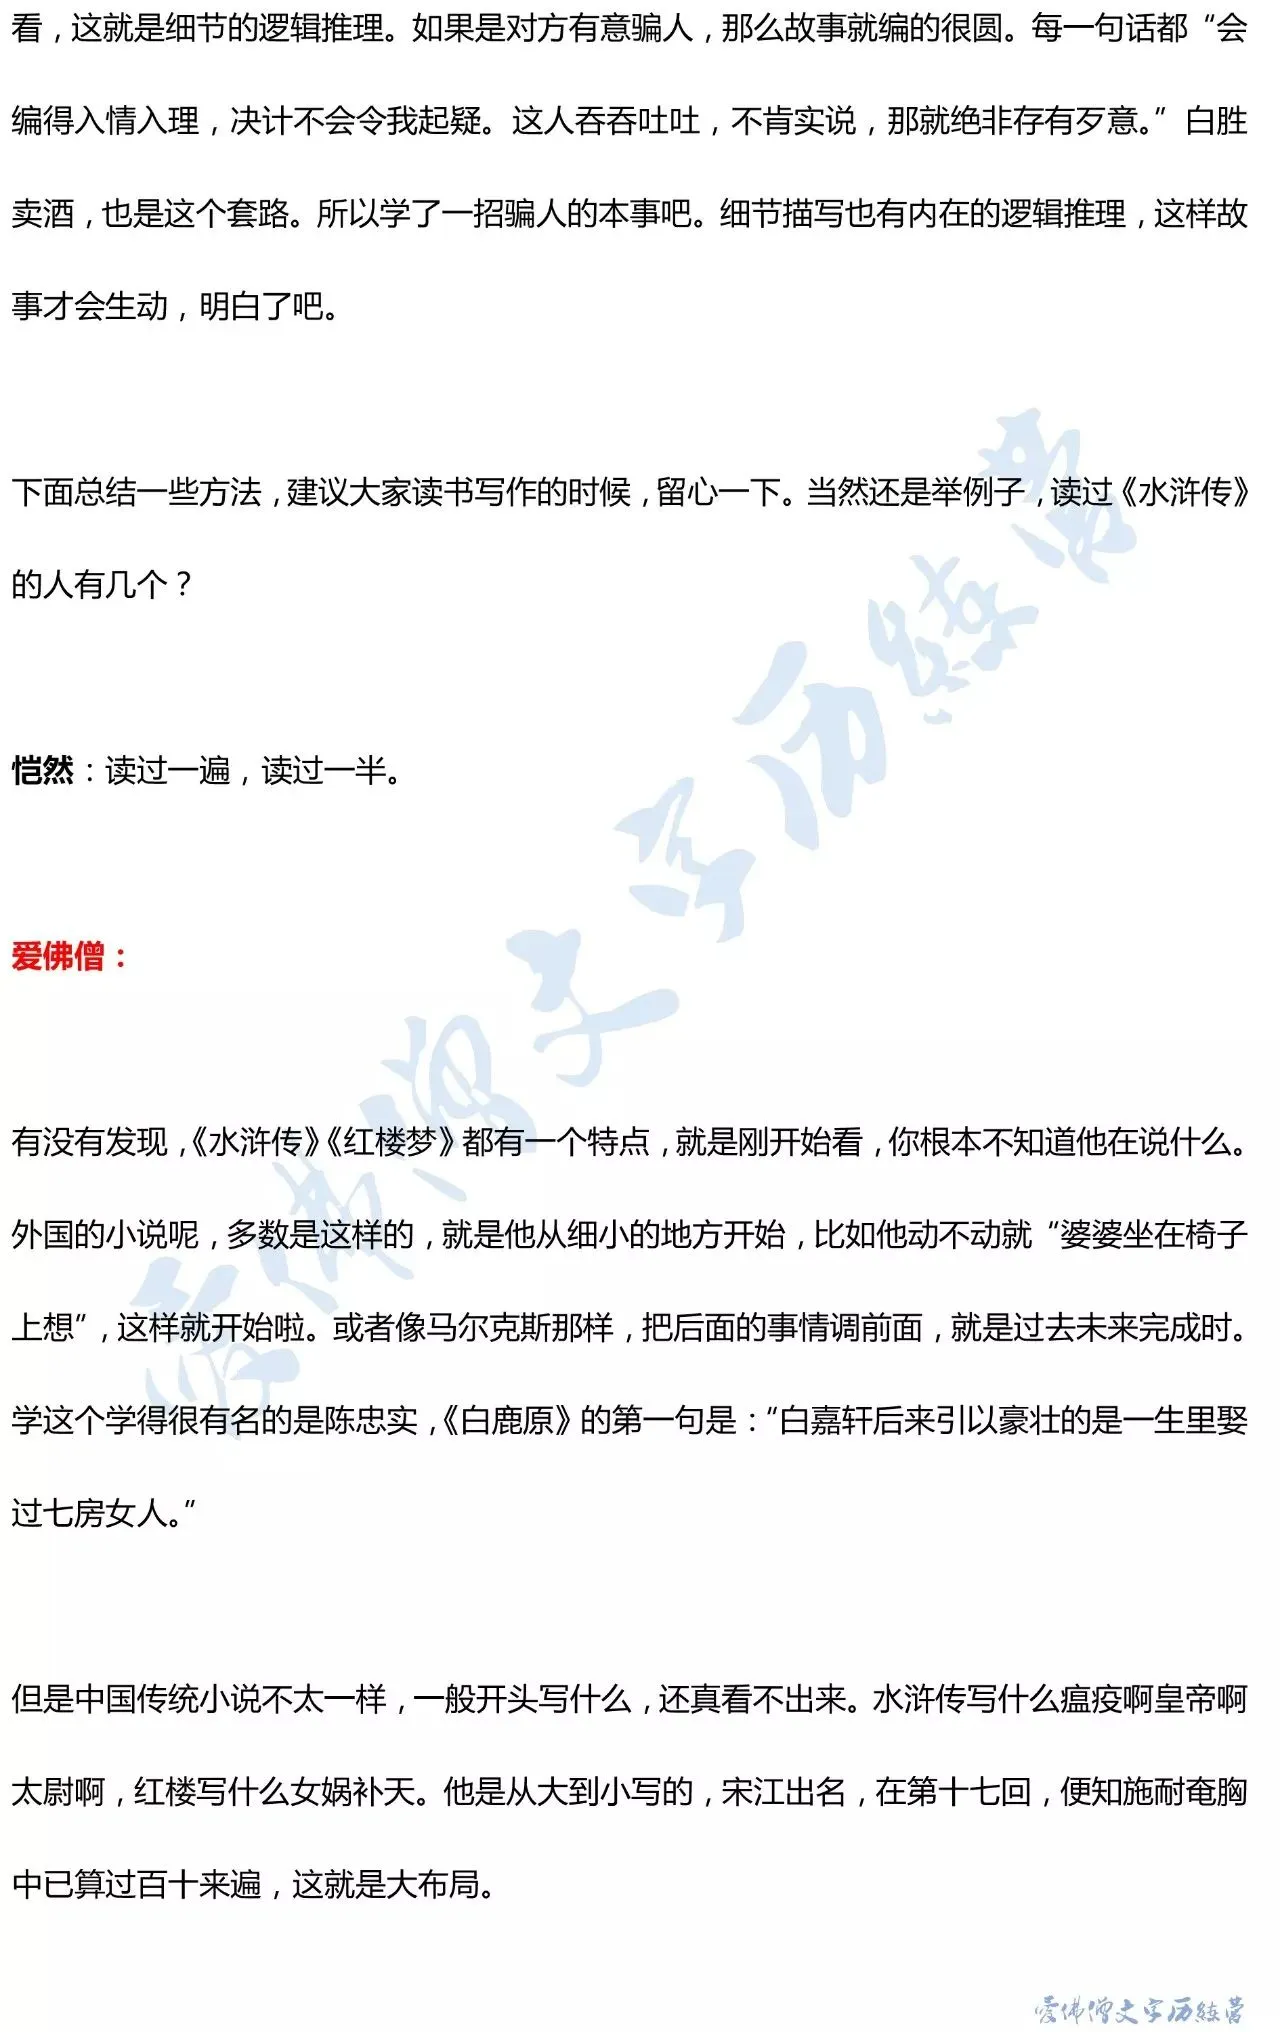 看，这就是细节的逻辑推理。如果是对方有意骗人，那么故事就编的很圆。每一句话都“会
编得入情入理，决计不会令我起疑。这人吞吞吐吐，不肯实说，那就绝非存有歹意。”白胜
卖酒，也是这个套路。所以学了一招骗人的本事吧。细节描写也有内在的逻辑推理，这样故
事才会生动，明白了吧。
下面总结一些方法，建议大家读书写作的时候，留心一下。当然还是举例子，读过《水浒传》
的人有几个？
恺然：读过一遍，读过一半。
爱佛僧：
有没有发现，《水浒传》《红楼梦》都有一个特点，就是刚开始看，你根本不知道他在说什么。
外国的小说呢，多数是这样的，就是他从细小的地方开始，比如他动不动就“婆婆坐在椅子
上想”，这样就开始啦。或者像马尔克斯那样，把后面的事情调前面，就是过去未来完成时。
学这个学得很有名的是陈忠实，《白鹿原》的第一句是：“白嘉轩后来引以豪壮的是一生里娶
过七房女人。”
但是中国传统小说不太一样，一般开头写什么，还真看不出来。水浒传写什么瘟疫啊皇帝啊
太尉啊，红楼写什么女娲补天。他是从大到小写的，宋江出名，在第十七回，便知施耐奄胸
中已算过百十来遍，这就是大布局。
爱佛僧文字历练营